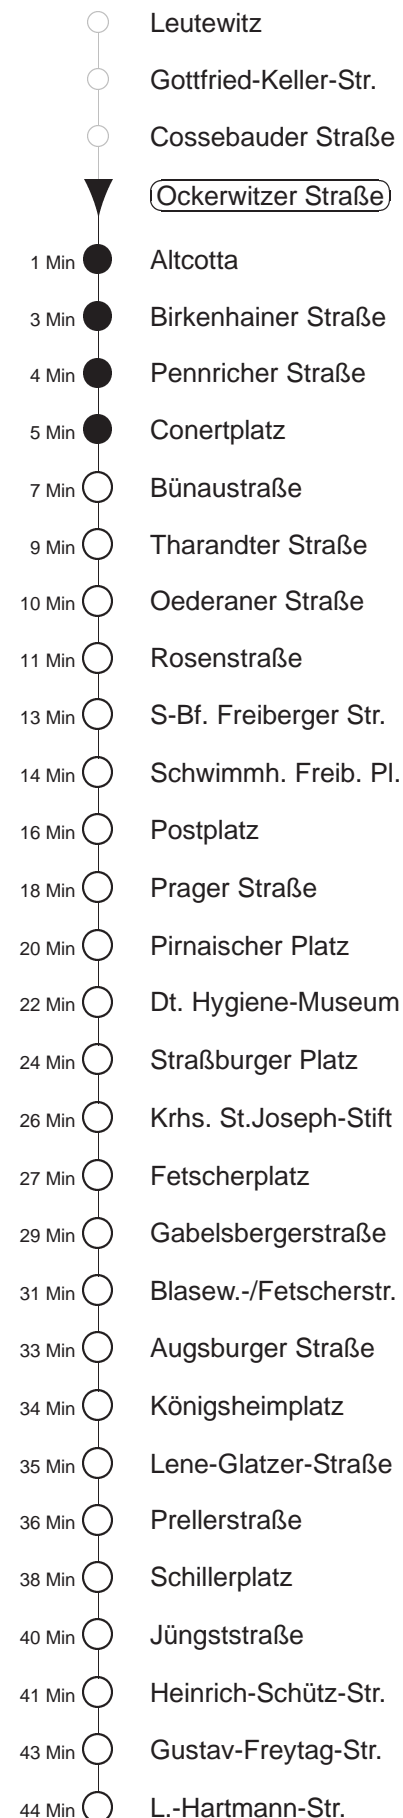 Leutewitz
Gottfried-Keller-Str.
Cossebauder Straße
Ockerwitzer Straße
1 Min Altcotta
3 Min Birkenhainer Straße
4 Min Pennricher Straße
5 Min Conertplatz
7 Min Bünaustraße
9 Min Tharandter Straße
10 Min Oederaner Straße
11 Min Rosenstraße
13 Min S-Bf. Freiberger Str.
14 Min Schwimmh. Freib. Pl.
16 Min Postplatz
18 Min Prager Straße
20 Min Pirnaischer Platz
22 Min Dt. Hygiene-Museum
24 Min Straßburger Platz
26 Min Krhs. St.Joseph-Stift
27 Min Fetscherplatz
29 Min Gabelsbergerstraße
31 Min Blasew.-/Fetscherstr.
33 Min Augsburger Straße
34 Min Königsheimplatz
35 Min Lene-Glatzer-Straße
36 Min Prellerstraße
38 Min Schillerplatz
40 Min Jüngststraße
41 Min Heinrich-Schütz-Str.
43 Min Gustav-Freytag-Str.
44 Min L.-Hartmann-Str.